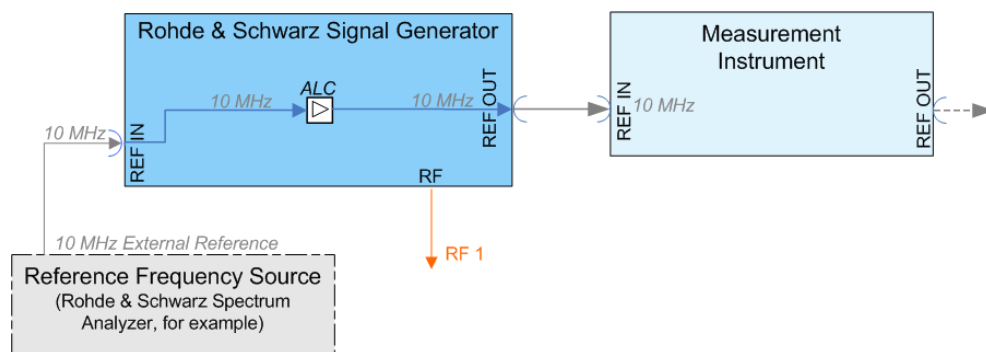 Rohde & Schwarz Signal Generator
ALC
10 MHz
10 MHz
REF IN
REF OUT
RF
RF 1
10 MHz
10 MHz External Reference
Reference Frequency Source
(Rohde & Schwarz Spectrum
Analyzer, for example)
Measurement
Instrument
REF IN
10 MHz
REF OUT